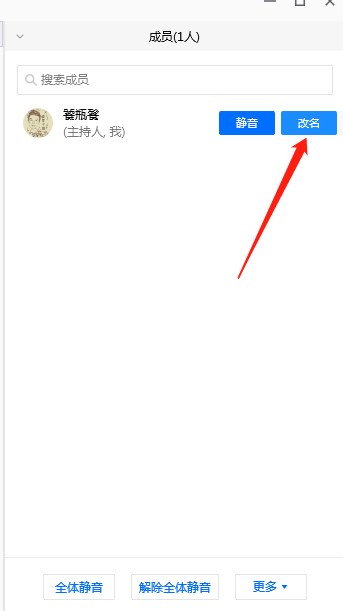 成员(1人)
搜索成员
饕瓶餮
(主持人, 我)
静音
改名
全体静音
解除全体静音
更多